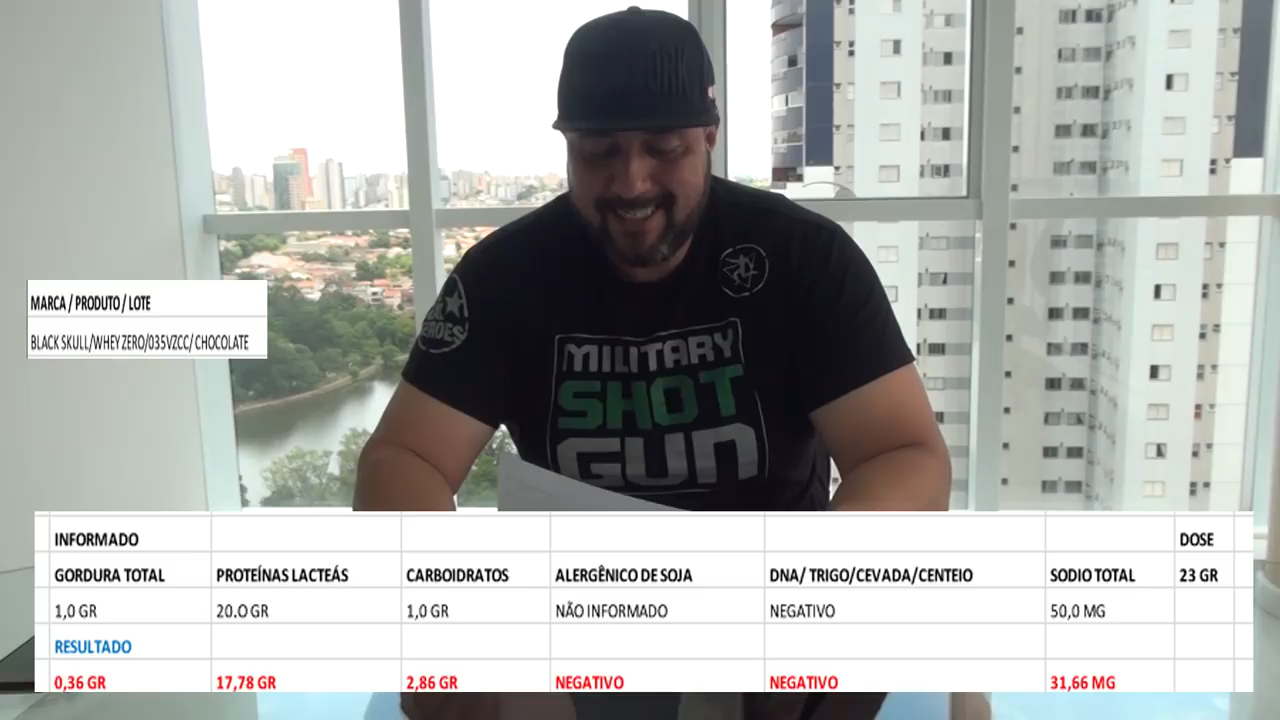 MARCA / PRODUTO / LOTE
BLACK SKULL/WHEY ZERO/035VZCC/ CHOCOLATE
MILITARY
SHOT
GUN
INFORMADO DOSE
GORDURA TOTAL PROTEÍNAS LACTEÁS CARBOIDRATOS ALERGÊNICO DE SOJA DNA/ TRIGO/CEVADA/CENTEIO SODIO TOTAL 23 GR
1,0 GR 20.O GR 1,0 GR NÃO INFORMADO NEGATIVO 50,0 MG
RESULTADO
0,36 GR 17,78 GR 2,86 GR NEGATIVO NEGATIVO 31,66 MG